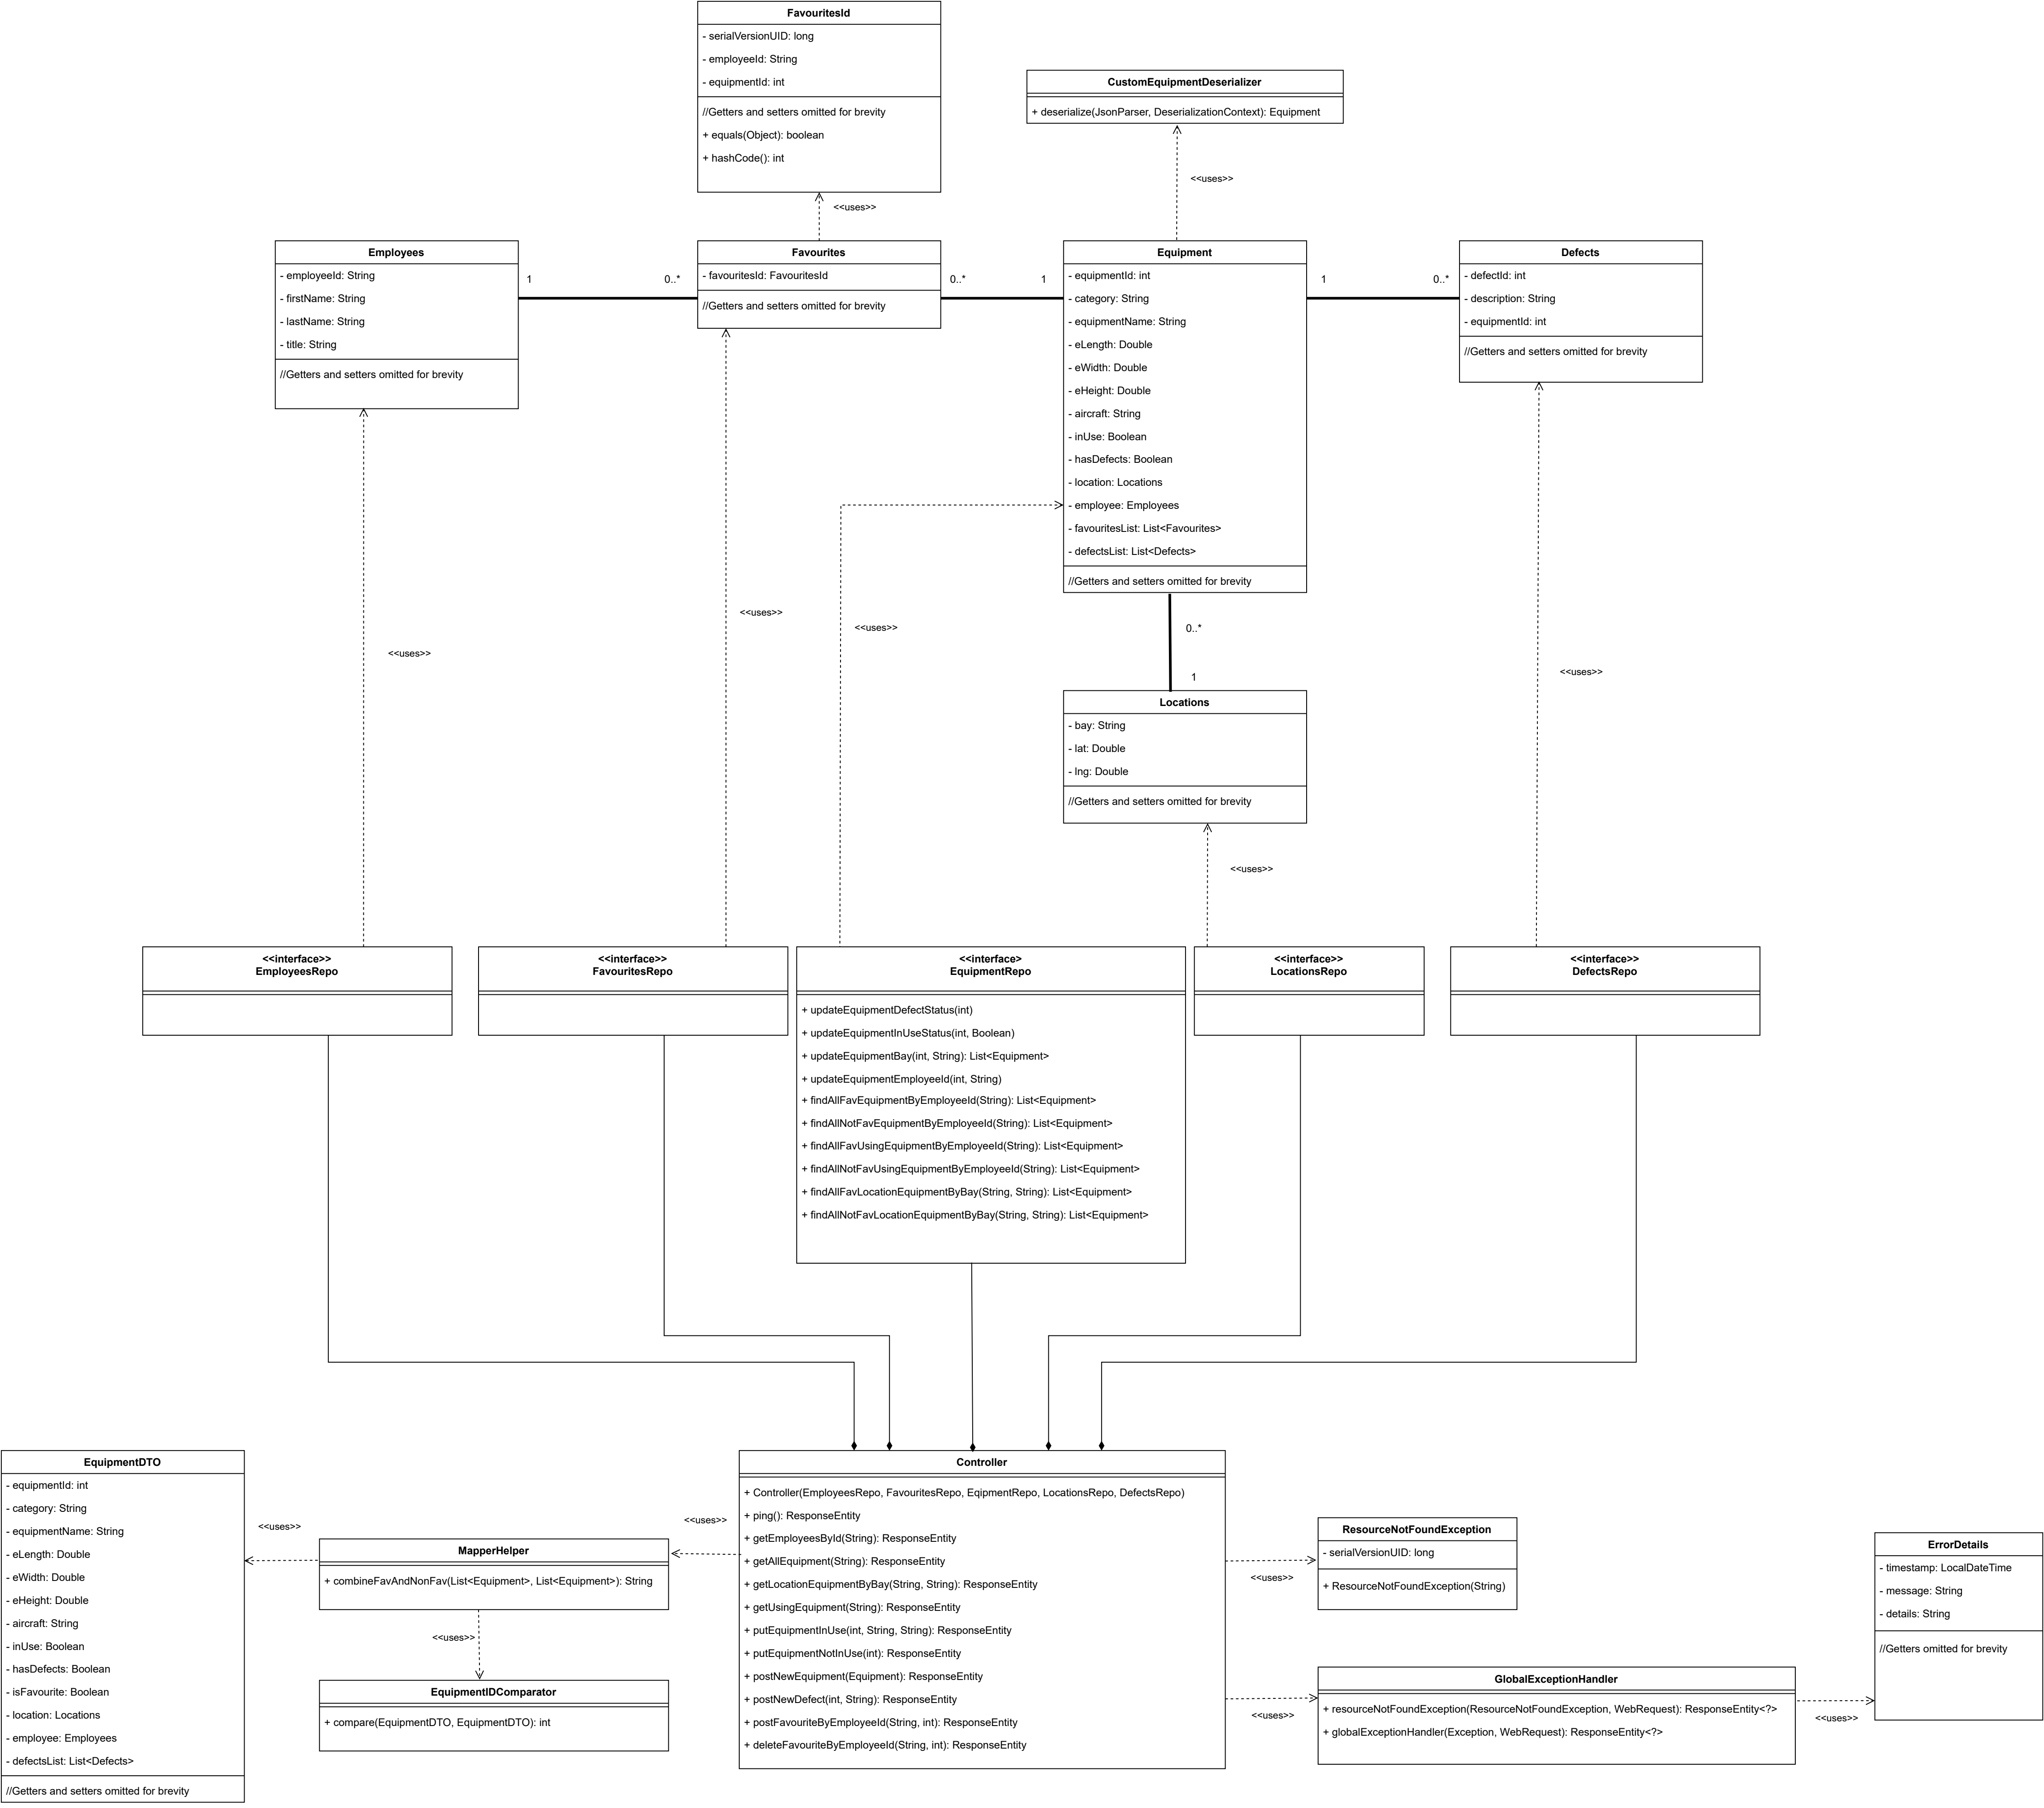 FavouritesId
- serialVersionUID: long
- employeeId: String
- equipmentId: int
//Getters and setters omitted for brevity
+ equals(Object): boolean
+ hashCode(): int
CustomEquipmentDeserializer
+ deserialize(JsonParser, DeserializationContext): Equipment
<<uses>>
<<uses>>
Employees
- employeeId: String
- firstName: String
- lastName: String
- title: String
//Getters and setters omitted for brevity
1
0..*
Favourites
- favouritesId: FavouritesId
//Getters and setters omitted for brevity
0..*
1
Equipment
- equipmentId: int
- category: String
- equipmentName: String
- eLength: Double
- eWidth: Double
- eHeight: Double
- aircraft: String
- inUse: Boolean
- hasDefects: Boolean
- location: Locations
- employee: Employees
- favouritesList: List<Favourites>
- defectsList: List<Defects>
//Getters and setters omitted for brevity
1
0..*
Defects
- defectId: int
- description: String
- equipmentId: int
//Getters and setters omitted for brevity
<<uses>>
<<uses>>
<<uses>>
0..*
1
<<uses>>
Locations
- bay: String
- lat: Double
- lng: Double
//Getters and setters omitted for brevity
<<uses>>
<<interface>>
EmployeesRepo
<<interface>>
FavouritesRepo
<<interface>
EquipmentRepo
+ updateEquipmentDefectStatus(int)
+ updateEquipmentInUseStatus(int, Boolean)
+ updateEquipmentBay(int, String): List<Equipment>
+ updateEquipmentEmployeeId(int, String)
+ findAllFavEquipmentByEmployeeId(String): List<Equipment>
+ findAllNotFavEquipmentByEmployeeId(String): List<Equipment>
+ findAllFavUsingEquipmentByEmployeeId(String): List<Equipment>
+ findAllNotFavUsingEquipmentByEmployeeId(String): List<Equipment>
+ findAllFavLocationEquipmentByBay(String, String): List<Equipment>
+ findAllNotFavLocationEquipmentByBay(String, String): List<Equipment>
<<interface>>
LocationsRepo
<<interface>>
DefectsRepo
EquipmentDTO
- equipmentId: int
- category: String
- equipmentName: String
- eLength: Double
- eWidth: Double
- eHeight: Double
- aircraft: String
- inUse: Boolean
- hasDefects: Boolean
- isFavourite: Boolean
- location: Locations
- employee: Employees
- defectsList: List<Defects>
//Getters and setters omitted for brevity
<<uses>>
MapperHelper
+ combineFavAndNonFav(List<Equipment>, List<Equipment>): String
<<uses>>
EquipmentIDComparator
+ compare(EquipmentDTO, EquipmentDTO): int
<<uses>>
Controller
+ Controller(EmployeesRepo, FavouritesRepo, EqipmentRepo, LocationsRepo, DefectsRepo)
+ ping(): ResponseEntity
+ getEmployeesById(String): ResponseEntity
+ getAllEquipment(String): ResponseEntity
+ getLocationEquipmentByBay(String, String): ResponseEntity
+ getUsingEquipment(String): ResponseEntity
+ putEquipmentInUse(int, String, String): ResponseEntity
+ putEquipmentNotInUse(int): ResponseEntity
+ postNewEquipment(Equipment): ResponseEntity
+ postNewDefect(int, String): ResponseEntity
+ postFavouriteByEmployeeId(String, int): ResponseEntity
+ deleteFavouriteByEmployeeId(String, int): ResponseEntity
<<uses>>
ResourceNotFoundException
- serialVersionUID: long
+ ResourceNotFoundException(String)
<<uses>>
GlobalExceptionHandler
+ resourceNotFoundException(ResourceNotFoundException, WebRequest): ResponseEntity<?>
+ globalExceptionHandler(Exception, WebRequest): ResponseEntity<?>
<<uses>>
ErrorDetails
- timestamp: LocalDateTime
- message: String
- details: String
//Getters omitted for brevity